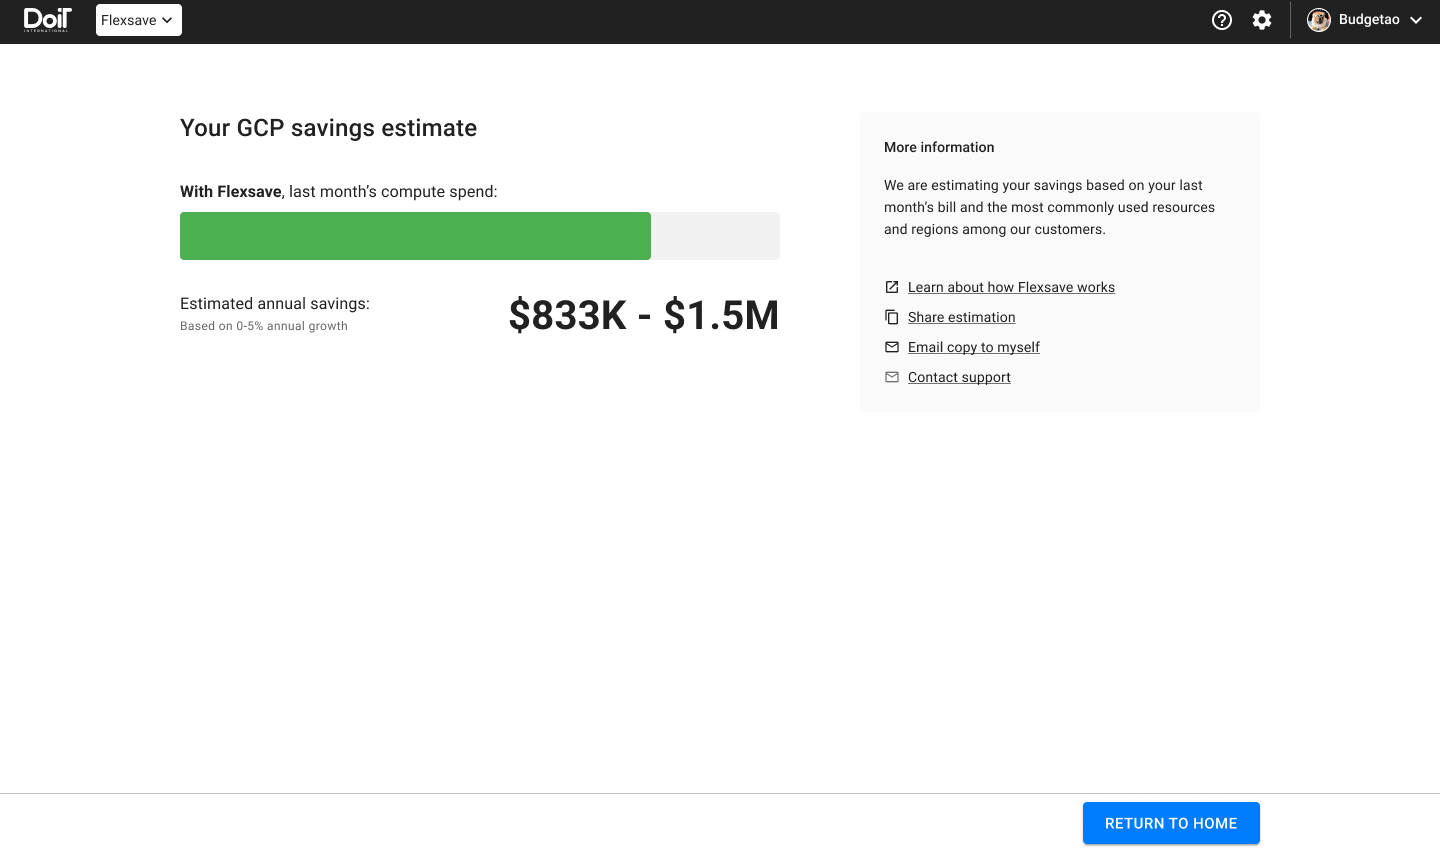 DoiT
INTERNATIONAL
Flexsave
Budgetao
Your GCP savings estimate
With Flexsave, last month’s compute spend:
Estimated annual savings:
Based on 0-5% annual growth
$833K - $1.5M
More information
We are estimating your savings based on your last
month’s bill and the most commonly used resources
and regions among our customers.
Learn about how Flexsave works
Share estimation
Email copy to myself
Contact support
RETURN TO HOME